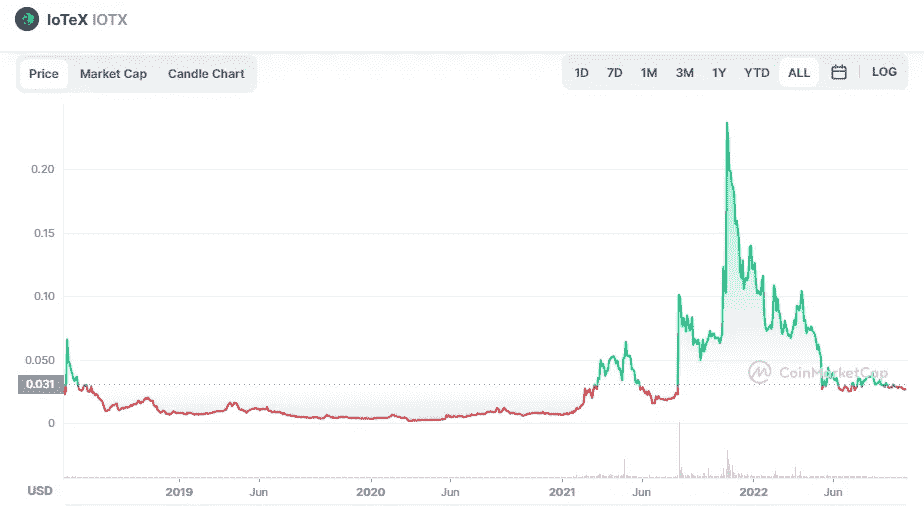 IoTeX IOTX
Price Market Cap Candle Chart
1D 7D 1M 3M 1Y YTD ALL LOG
0.20
0.15
0.10
0.050
0.031
0
CoinMarketCap
USD
2019 Jun 2020 Jun 2021 Jun 2022 Jun